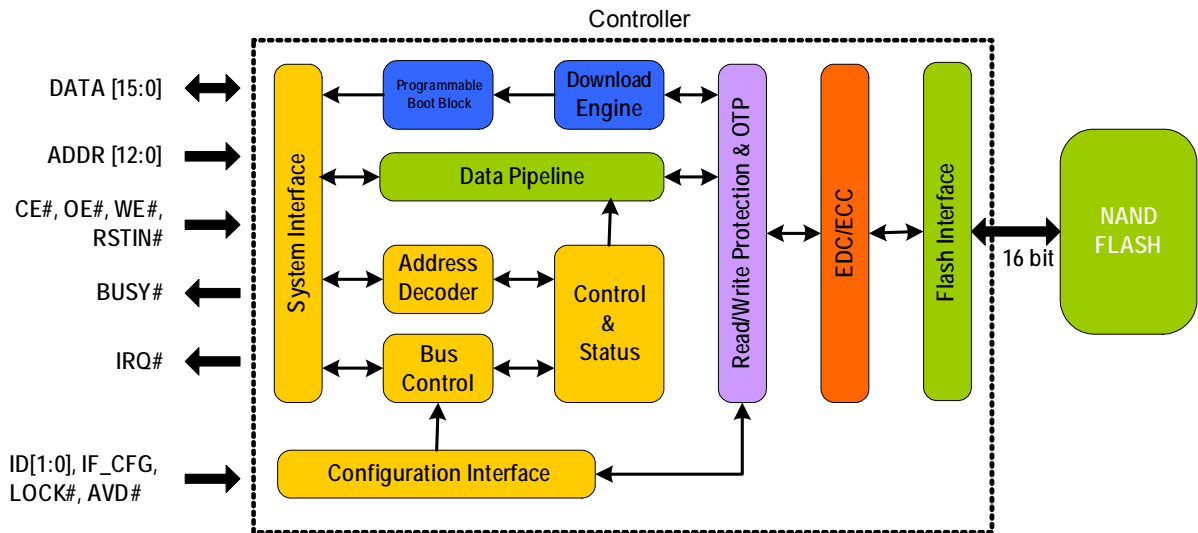 Controller
DATA [15:0]
ADDR [12:0]
CE#, OE#, WE#,
RSTIN#
BUSY#
IRQ#
ID[1:0], IF_CFG,
LOCK#, AVD#
System Interface
Programmable
Boot Block
Download
Engine
Data Pipeline
Address
Decoder
Control
&
Status
Bus
Control
Configuration Interface
Read/Write Protection & OTP
EDC/ECC
Flash Interface
16 bit
NAND
FLASH